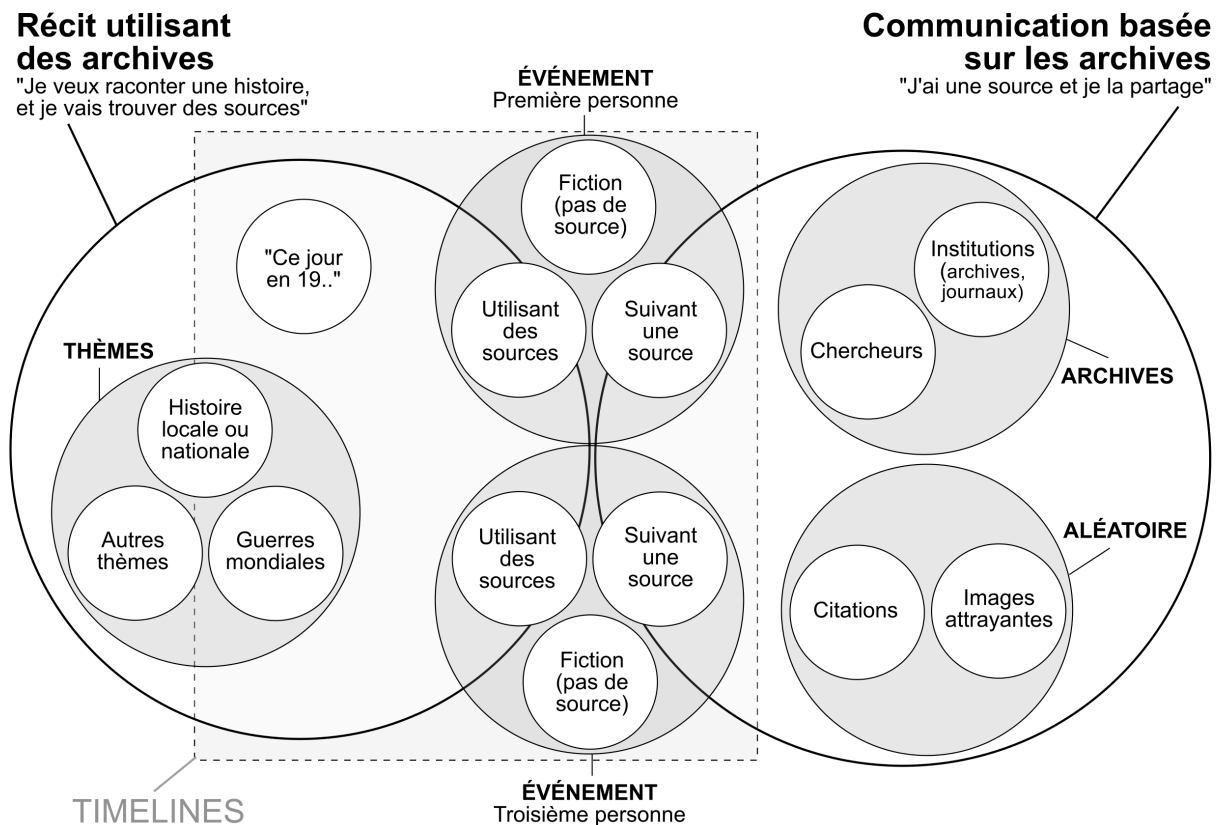 Récit utilisant
des archives
"Je veux raconter une histoire,
et je vais trouver des sources"
Communication basée
sur les archives
"J'ai une source et je la partage"
ÉVÉNEMENT
Première personne
Fiction
(pas de
source)
Utilisant
des
sources
Suivant
une
source
"Ce jour
en 19.."
Institutions
(archives,
journaux)
Chercheurs
ARCHIVES
THÈMES
Histoire
locale ou
nationale
Autres
thèmes
Guerres
mondiales
Utilisant
des
sources
Suivant
une
source
Fiction
(pas de
source)
ALÉATOIRE
Citations
Images
attrayantes
ÉVÉNEMENT
Troisième personne
TIMELINES